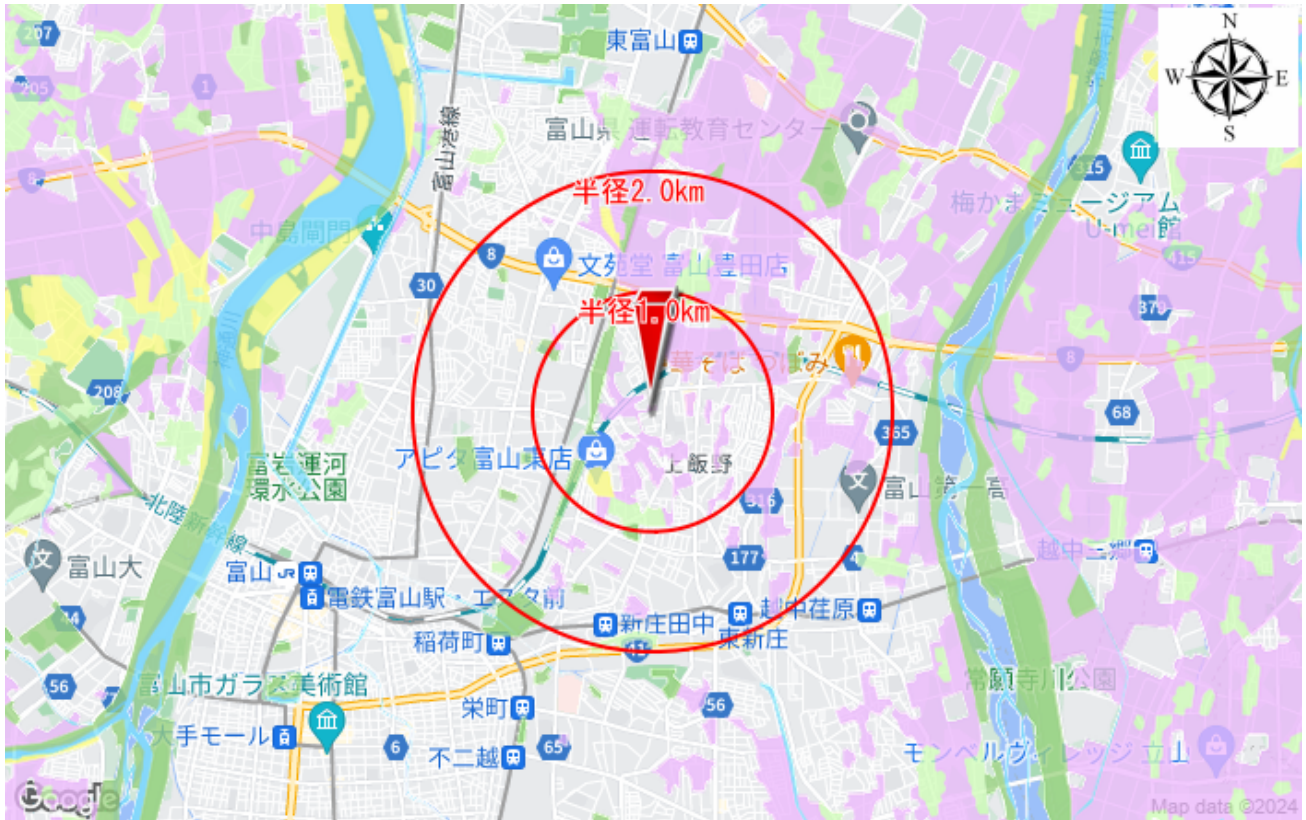 207
205
1
東富山
N
W
E
S
富山港線
富山県 運転教育センター
8
315
梅かまミュージアム
U-mei館
半径2.0km
中島閘門
8
文苑堂 富山豊田店
415
30
379
半径1.0km
神通川
華そば つぼみ
8
208
68
アピタ富山東店
上飯野
365
富岩運河
環水公園
316
富山第一高
北陸新幹線
177
4
越中三郷
富山大
富山 JR
電鉄富山駅・エスタ前
44
稲荷町
新庄田中
越中荏原
東新庄
41
56
富山市ガラス美術館
常願寺川公園
栄町
56
大手モール
6
不二越
65
モンベルヴィレッジ 立山
Google
Map data ©2024